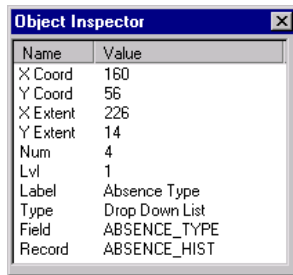 Object Inspector
Name Value
X Coord 160
Y Coord 56
X Extent 226
Y Extent 14
Num 4
Lvl 1
Label Absence Type
Type Drop Down List
Field ABSENCE_TYPE
Record ABSENCE_HIST